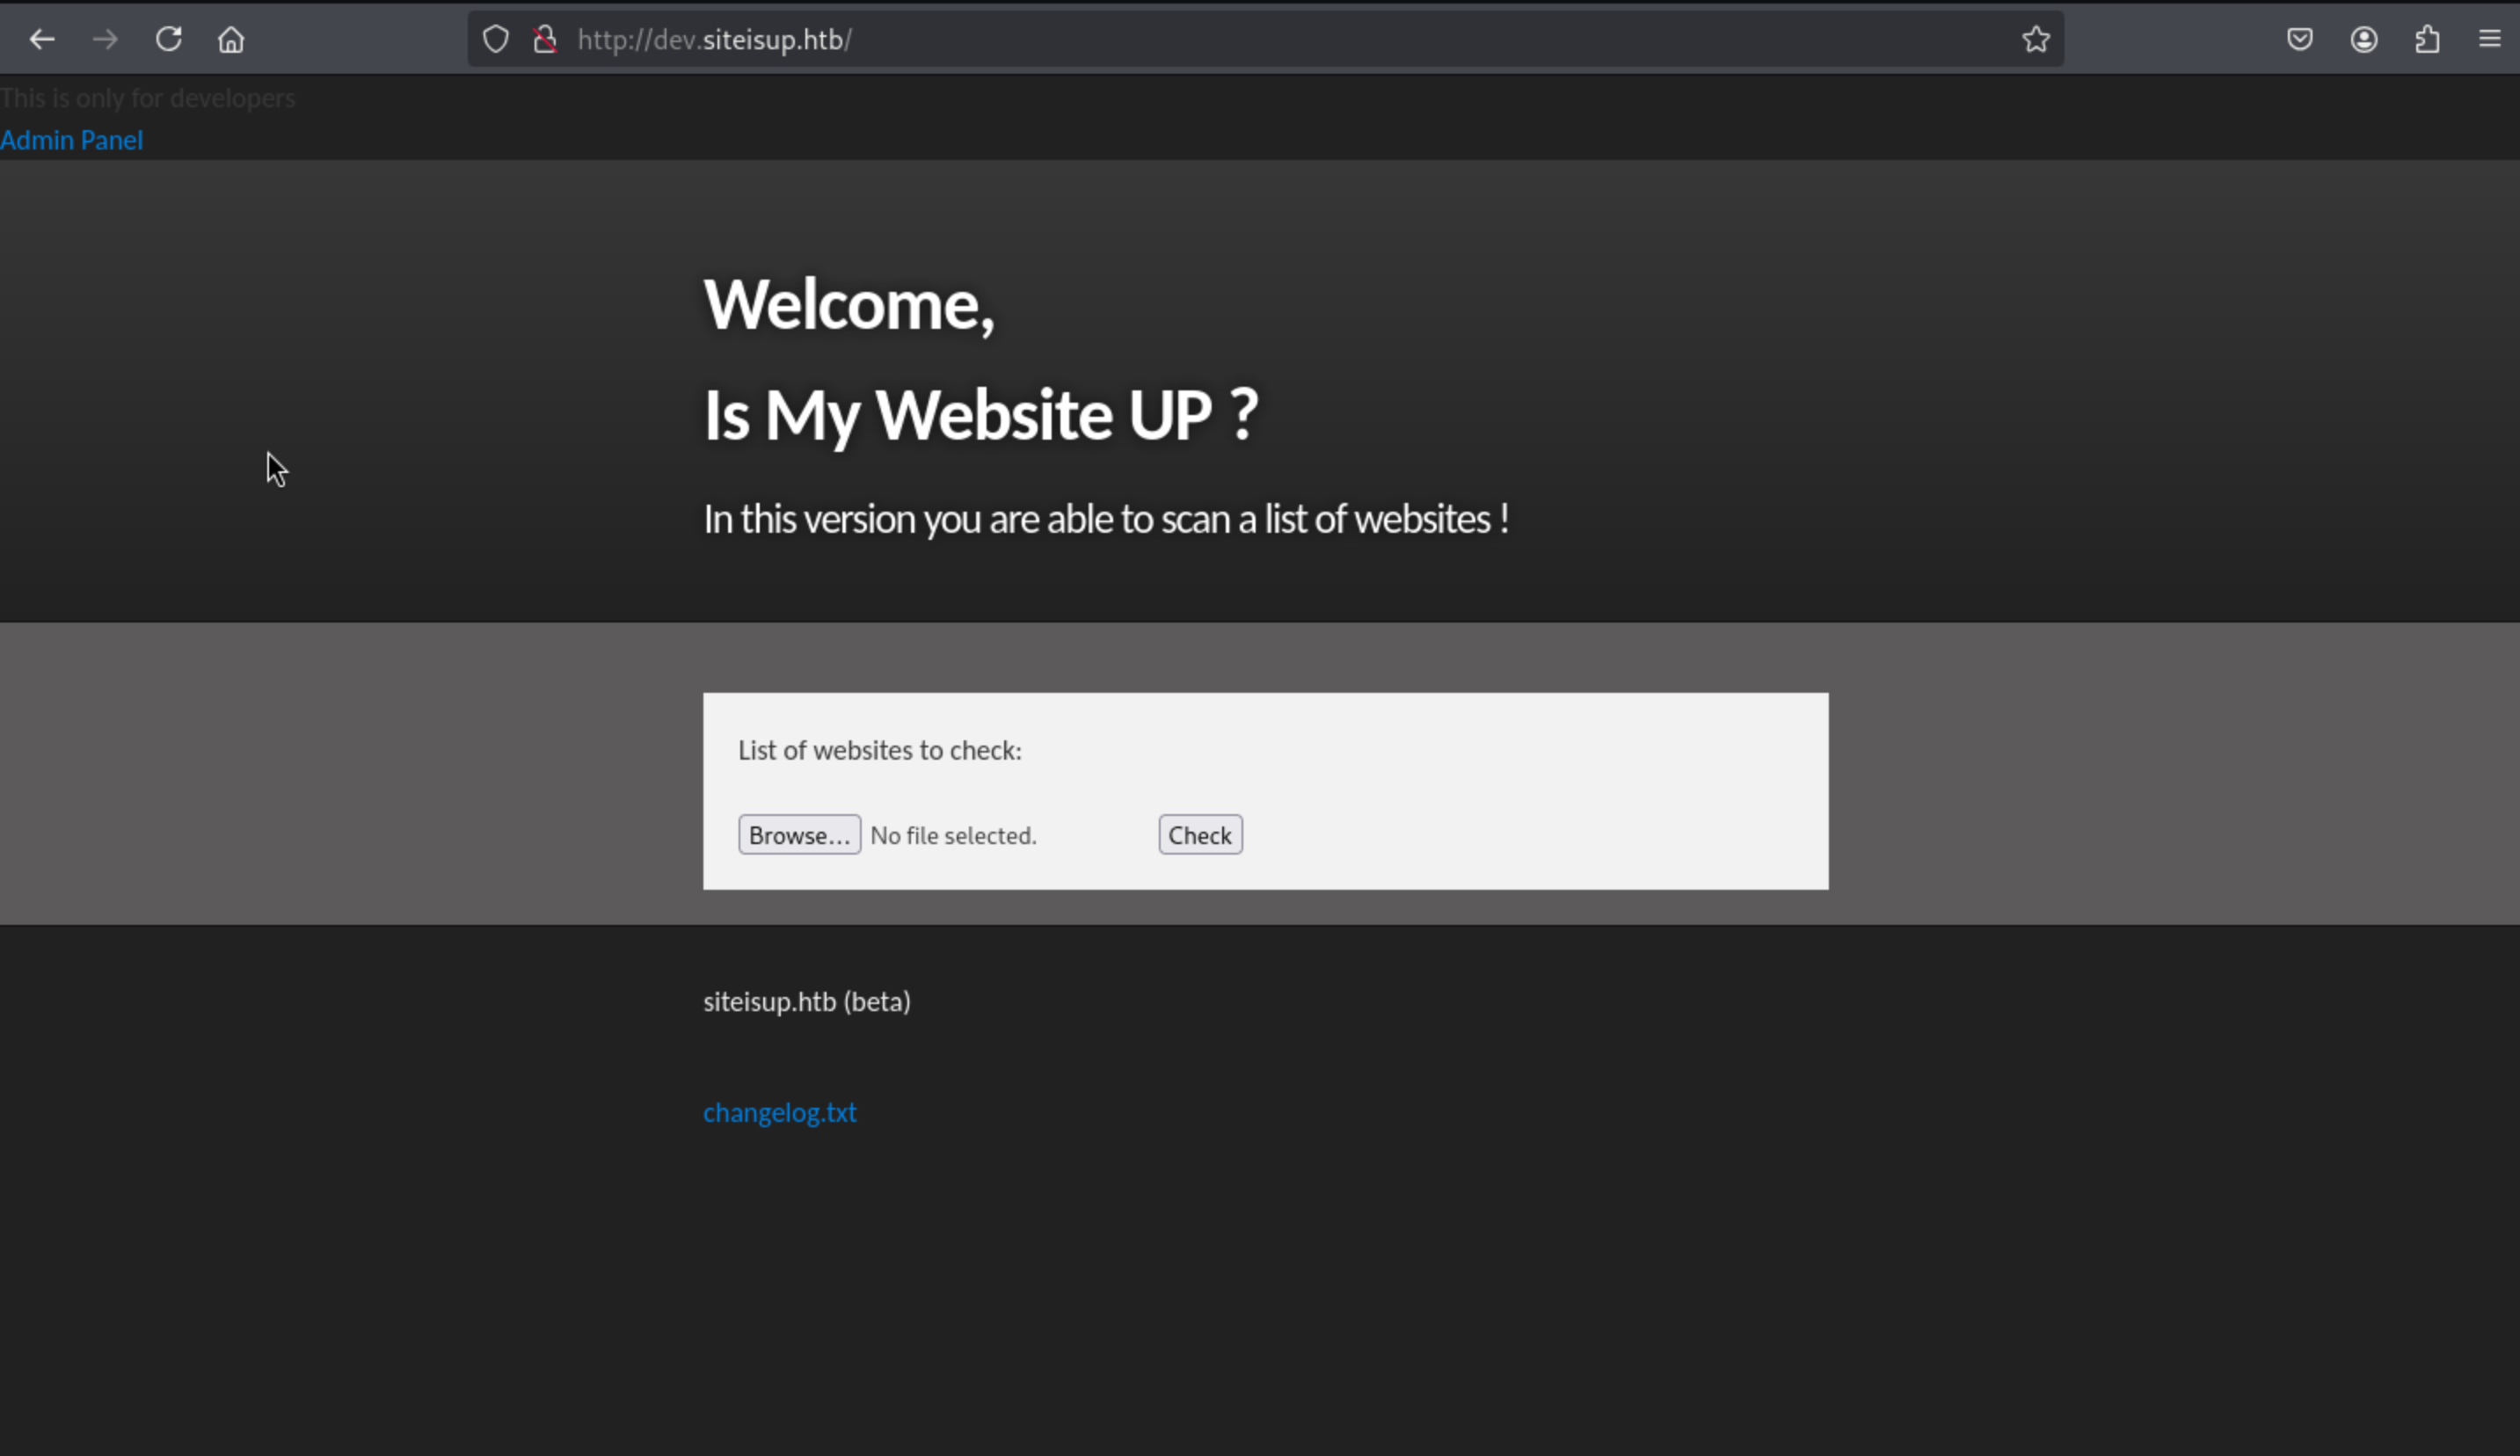 http://dev.siteisup.htb/
This is only for developers
Admin Panel
Welcome,
Is My Website UP ?
In this version you are able to scan a list of websites !
List of websites to check:
Browse... No file selected. Check
siteisup.htb (beta)
changelog.txt